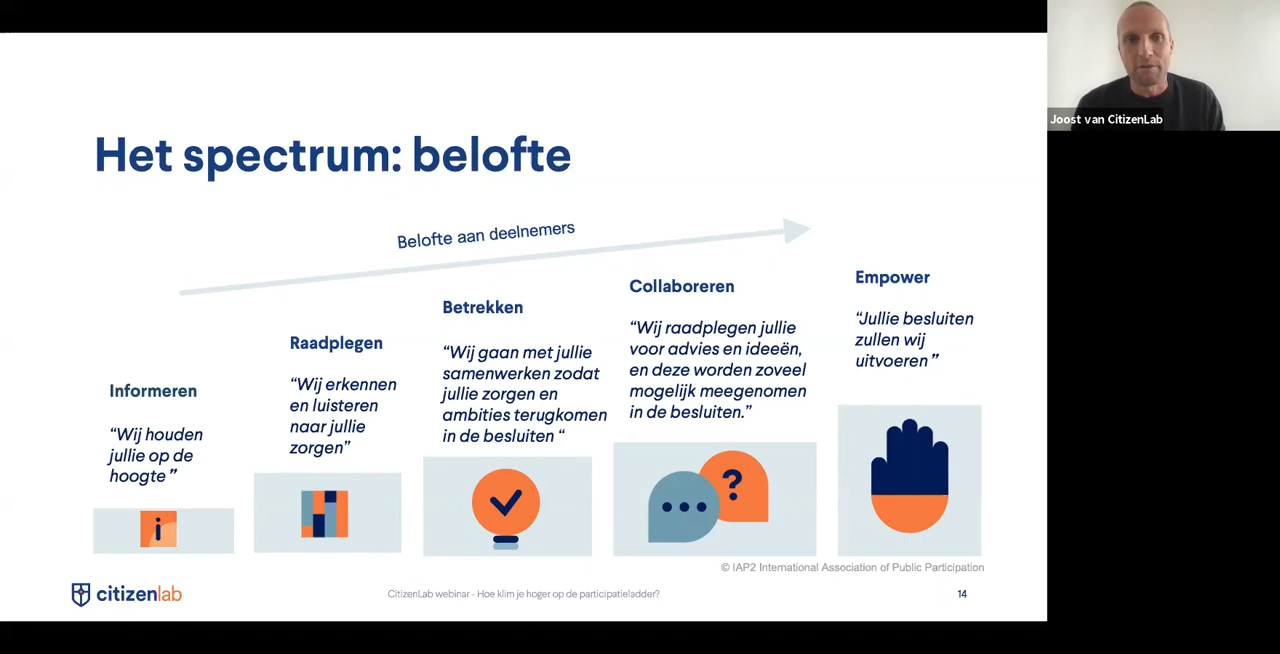 Het spectrum: belofte
Belofte aan deelnemers
Informeren
“Wij houden
jullie op de
hoogte”
Raadplegen
“Wij erkennen
en luisteren
naar jullie
zorgen”
Betrekken
“Wij gaan met jullie
samenwerken zodat
jullie zorgen en
ambities terugkomen
in de besluiten “
Collaboreren
“Wij raadplegen jullie
voor advies en ideeën,
en deze worden zoveel
mogelijk meegenomen
in de besluiten.”
Empower
“Jullie besluiten
zullen wij
uitvoeren”
i
?
© IAP2 International Association of Public Participation
citizenlab
CitizenLab webinar - Hoe klim je hoger op de participatieladder?
14
Joost van CitizenLab